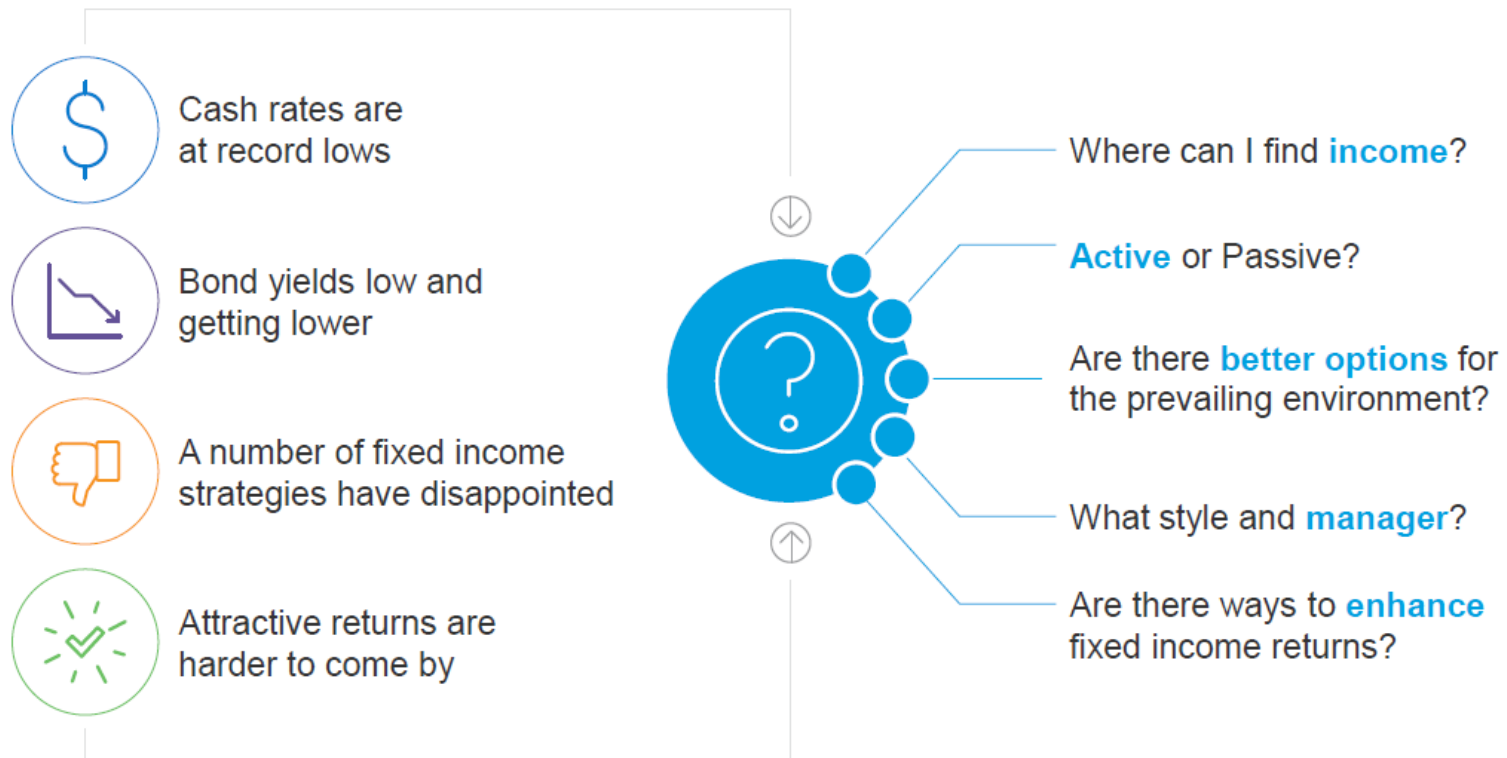 Cash rates are
at record lows
Bond yields low and
getting lower
A number of fixed income
strategies have disappointed
Attractive returns are
harder to come by
Where can I find income?
Active or Passive?
Are there better options for
the prevailing environment?
What style and manager?
Are there ways to enhance
fixed income returns?